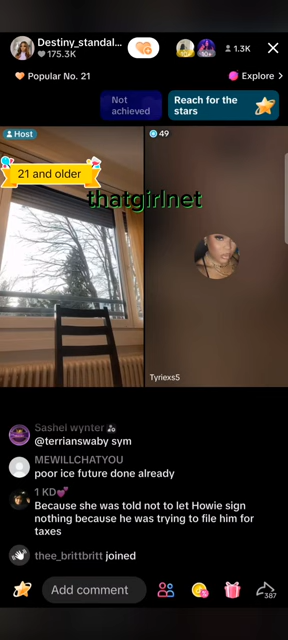 Destiny_standal...
175.3K
1.3K
Popular No. 21
Explore >
Not
achieved
Reach for the
stars
Host
49
21 and older
thatgirlnet
Tyriexs5
Sashel wynter
@terrianswaby sym
MEWILLCHATYOU
poor ice future done already
1 KD💕
Because she was told not to let Howie sign
nothing because he was trying to file him for
taxes
thee_brittbritt joined
Add comment
387